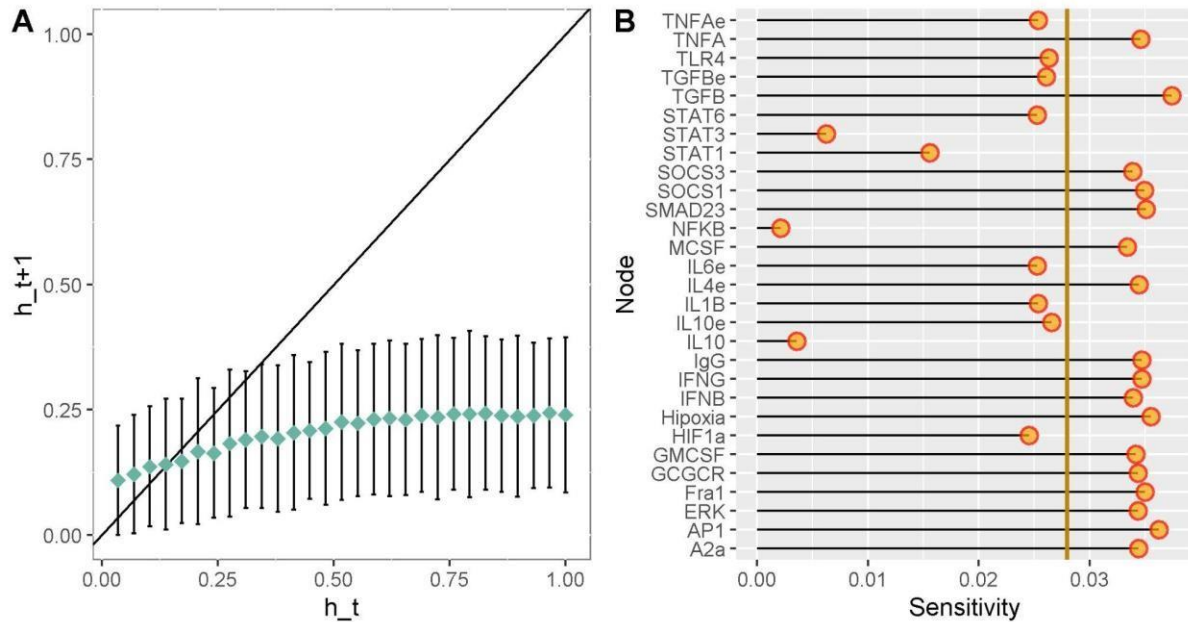 A
1.00
0.75
0.50
0.25
0.00
h_t+1
0.00 0.25 0.50 0.75 1.00
h_t
B
TNFAe
TNFA
TLR4
TGFBe
TGFB
STAT6
STAT3
STAT1
SOCS3
SOCS1
SMAD23
NFKB
MCSF
IL6e
IL4e
IL1B
IL10e
IL10
IgG
IFNG
IFNB
Hipoxia
HIF1a
GMCSF
GCGCR
Fra1
ERK
AP1
A2a
Node
0.00 0.01 0.02 0.03
Sensitivity